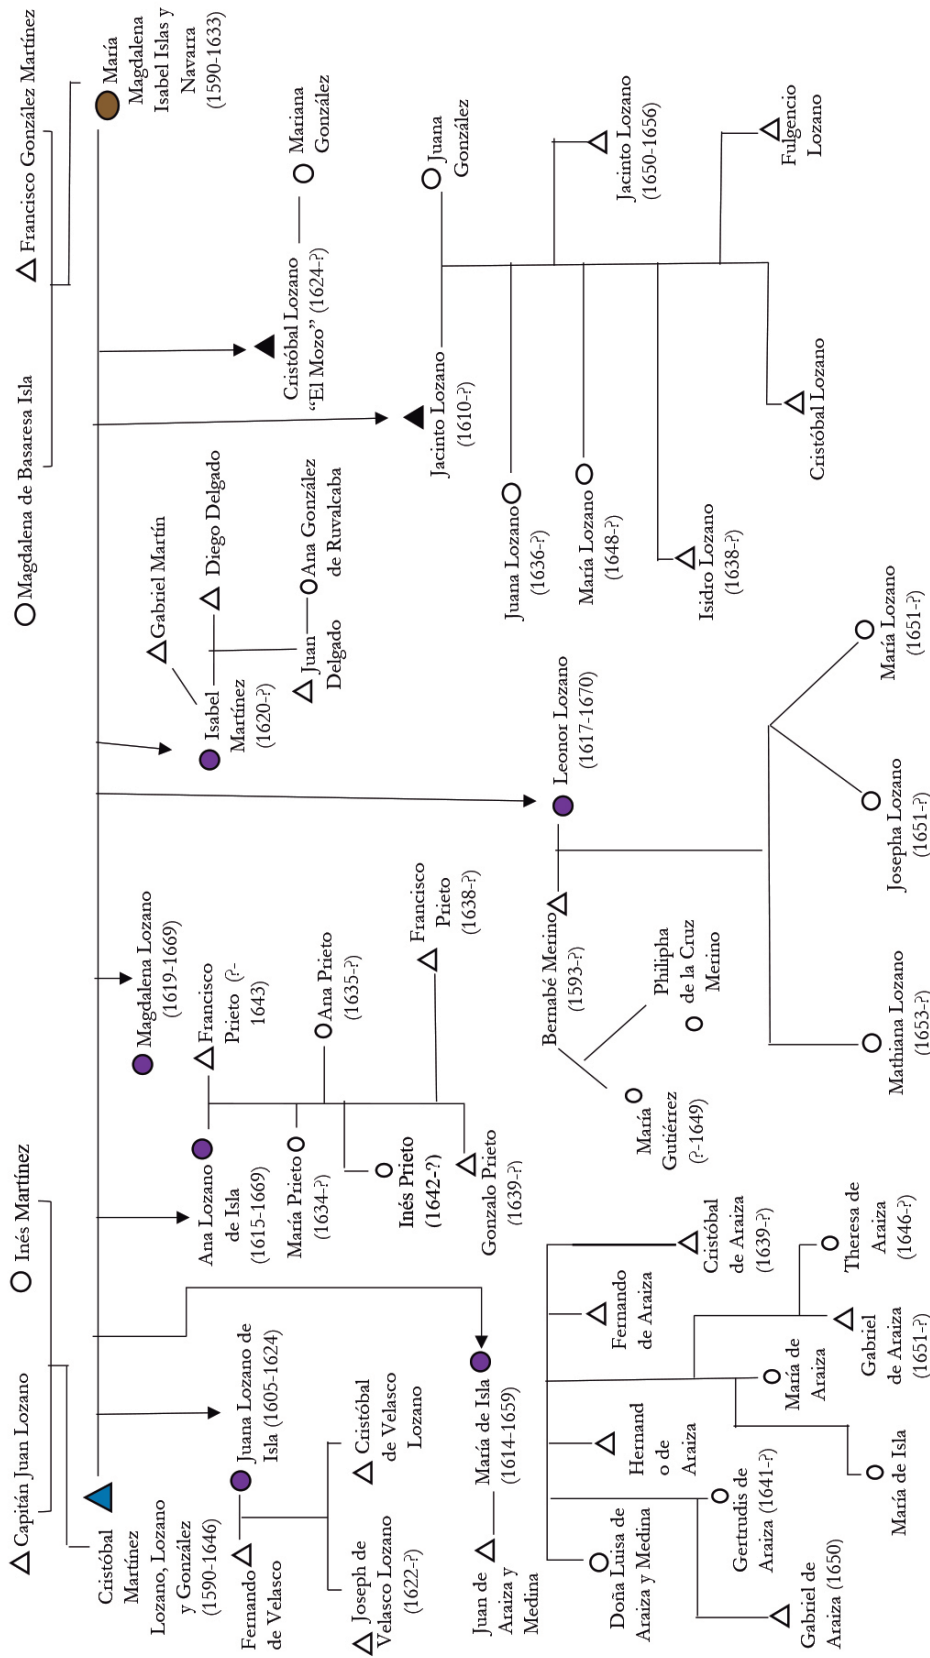 Capitán Juan Lozano
Inés Martínez
Magdalena de Basaresa Isla
Francisco González Martínez
Cristóbal
Martínez
Lozano, Lozano
y González
(1590-1646)
María
Magdalena
Isabel Islas y
Navarra
(1590-1633)
Fernando
de Velasco
Juana Lozano de
Isla (1605-1624)
Joseph de
Velasco Lozano
(1622-?)
Cristóbal
de Velasco
Lozano
Juan de
Araiza y
Medina
María de Isla
(1614-1659)
Doña Luisa de
Araiza y Medina
Hernand
o de
Araiza
Fernando
de Araiza
Cristóbal
de Araiza
(1639-?)
Gertrudis de
Araiza (1641-?)
Gabriel de
Araiza (1650)
María de
Araiza
María de Isla
Gabriel
de Araiza
(1651-?)
Theresa de
Araiza
(1646-?)
Ana Lozano
de Isla
(1615-1669)
Francisco
Prieto (?-
1643)
María Prieto
(1634-?)
Ana Prieto
(1635-?)
Inés Prieto
(1642-?)
Gonzalo Prieto
(1639-?)
Francisco
Prieto
(1638-?)
Magdalena Lozano
(1619-1669)
Bernabé Merino
(1593-?)
Leonor Lozano
(1617-1670)
María
Gutiérrez
(?-1649)
Philipha
de la Cruz
Merino
Mathiana Lozano
(1653-?)
Josepha Lozano
(1651-?)
María Lozano
(1651-?)
Isabel
Martínez
(1620-?)
Gabriel Martín
Diego Delgado
Juan
Delgado
Ana González
de Ruvalcaba
Jacinto Lozano
(1610-?)
Juana
González
Juana Lozano
(1636-?)
María Lozano
(1648-?)
Isidro Lozano
(1638-?)
Jacinto Lozano
(1650-1656)
Cristóbal Lozano
Fulgencio
Lozano
Cristóbal Lozano
“El Mozo” (1624-?)
Mariana
González